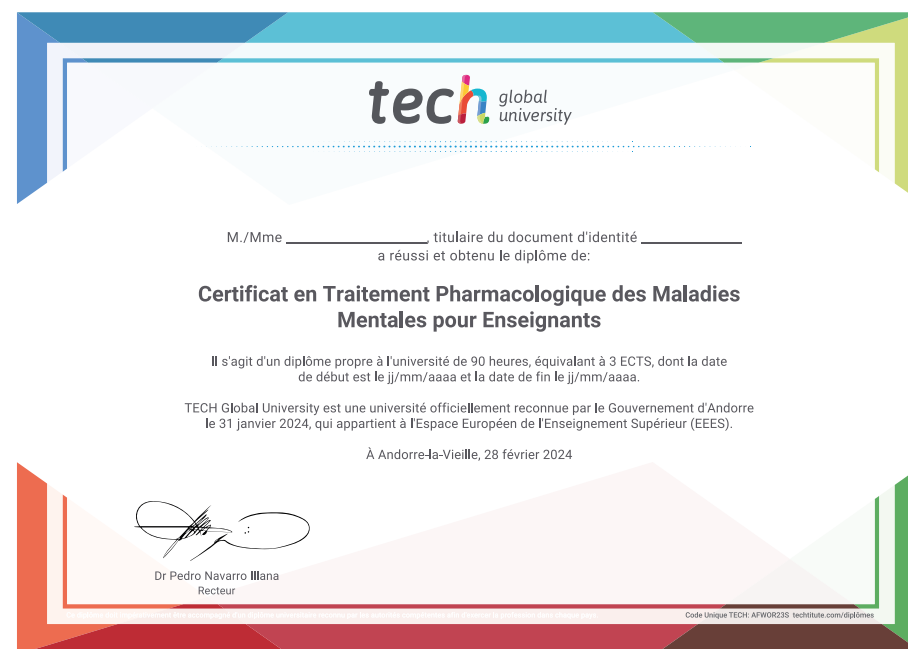 tech global university
M./Mme ____________, titulaire du document d'identité ____________
a réussi et obtenu le diplôme de:
Certificat en Traitement Pharmacologique des Maladies
Mentales pour Enseignants
Il s'agit d'un diplôme propre à l'université de 90 heures, équivalant à 3 ECTS, dont la date
de début est le jj/mm/aaaa et la date de fin le jj/mm/aaaa.
TECH Global University est une université officiellement reconnue par le Gouvernement d'Andorre
le 31 janvier 2024, qui appartient à l'Espace Européen de l'Enseignement Supérieur (EEES).
À Andorre-la-Vieille, 28 février 2024
Dr Pedro Navarro Illana
Recteur
Code Unique TECH: AFWOR23S techtitute.com/diplômes